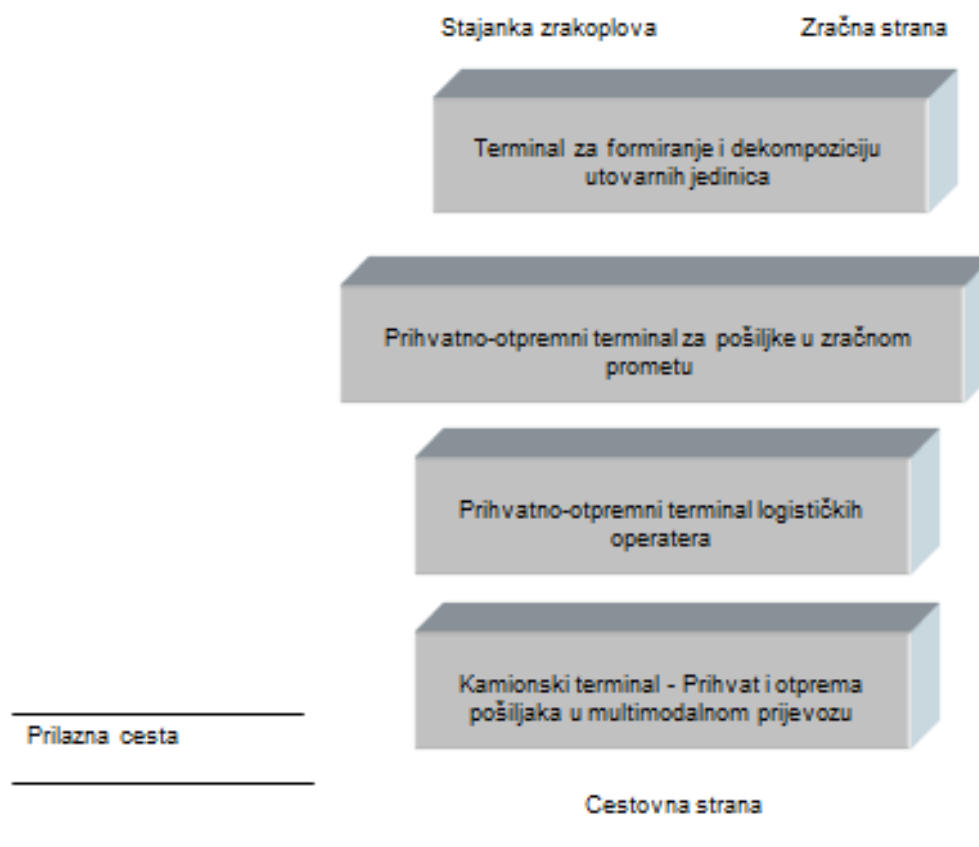 Stajanka zrakoplova
Zračna strana
Terminal za formiranje i dekompoziciju
utovarnih jedinica
Prihvatno-otpremni terminal za pošiljke u zračnom
prometu
Prihvatno-otpremni terminal logističkih
operatera
Kamionski terminal - Prihvat i otprema
pošiljaka u multimodalnom prijevozu
Prilazna cesta
Cestovna strana